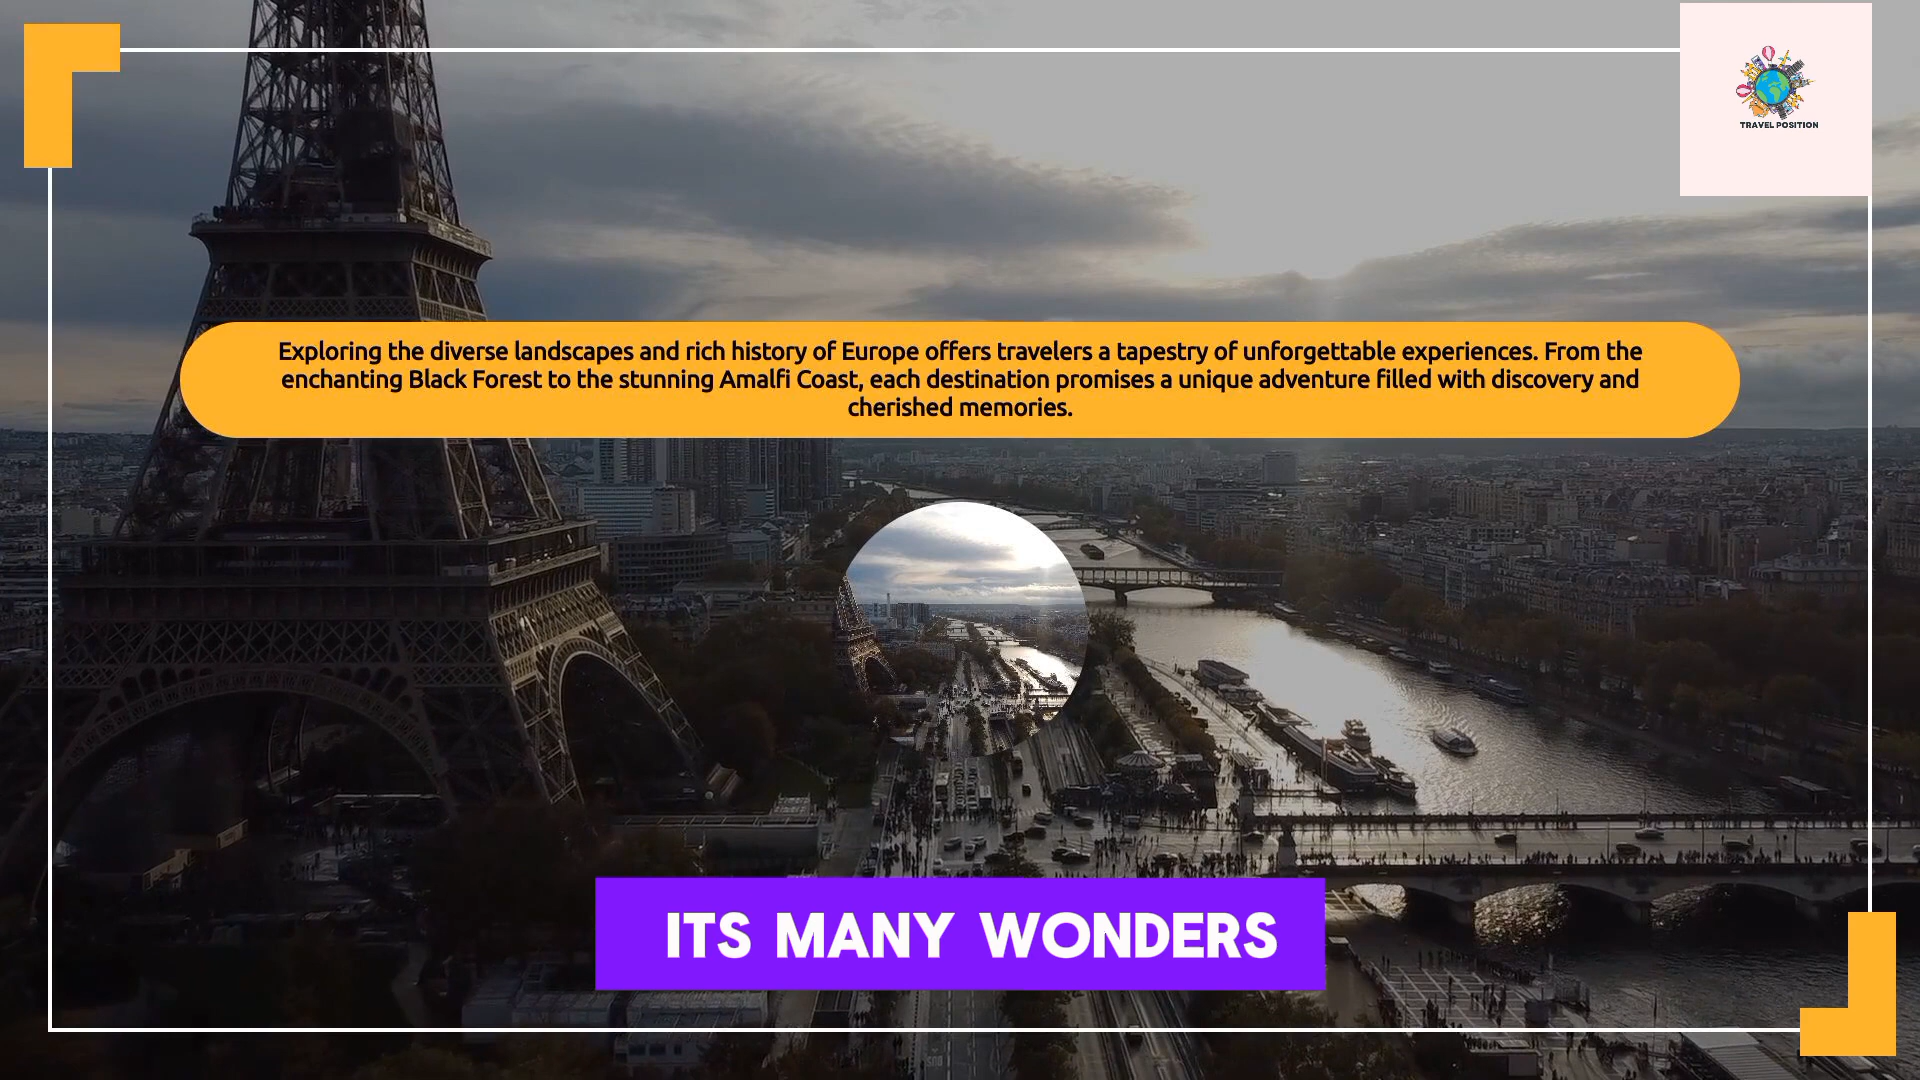 TRAVEL POSITION
Exploring the diverse landscapes and rich history of Europe offers travelers a tapestry of unforgettable experiences. From the
enchanting Black Forest to the stunning Amalfi Coast, each destination promises a unique adventure filled with discovery and
cherished memories.
ITS MANY WONDERS